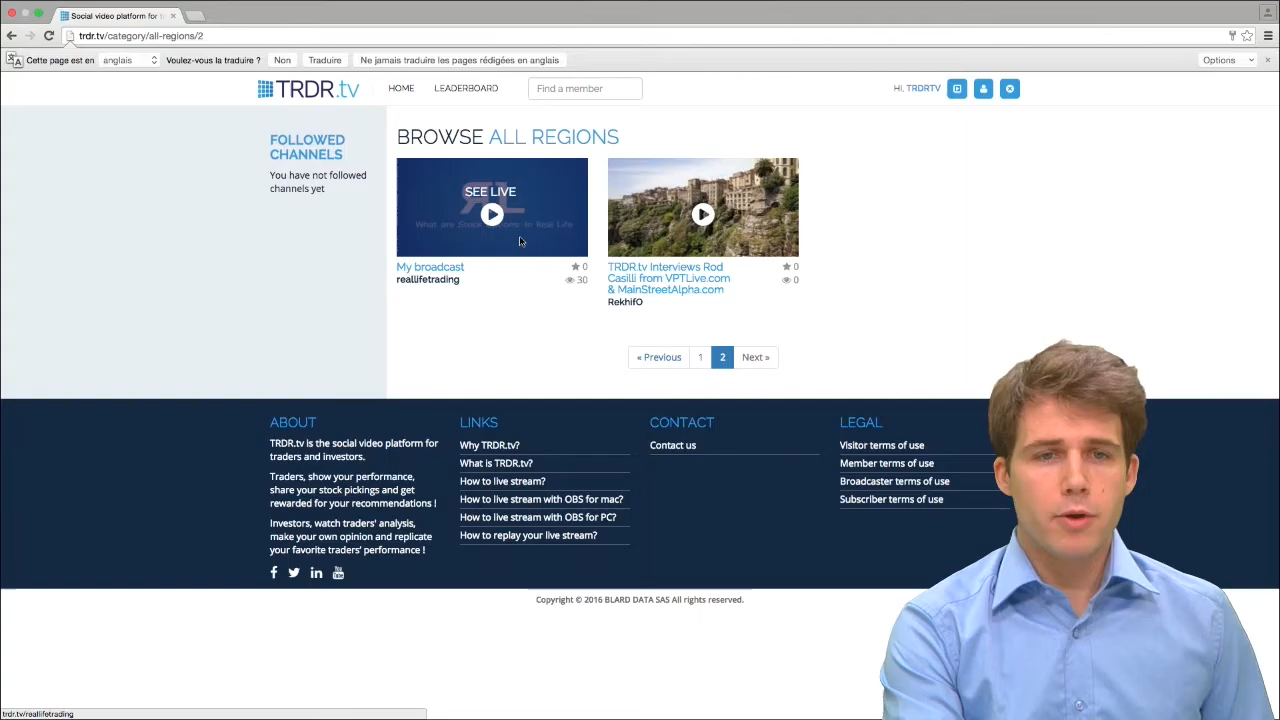 Social video platform for t
trdr.tv/category/all-regions/2
Cette page est en anglais Voulez-vous la traduire ? Non Traduire Ne jamais traduire les pages rédigées en anglais Options
TRDR.tv HOME LEADERBOARD Find a member HI, TRDRTV
FOLLOWED
CHANNELS
You have not followed
channels yet
BROWSE ALL REGIONS
SEE LIVE
RL
What are Stock Options In Real Life
My broadcast 0
reallifetrading 30
TRDR.tv Interviews Rod 0
Casilli from VPTLive.com 0
& MainStreetAlpha.com
RekhifO
« Previous 1 2 Next »
ABOUT
TRDR.tv is the social video platform for
traders and investors.
Traders, show your performance,
share your stock pickings and get
rewarded for your recommendations !
Investors, watch traders' analysis,
make your own opinion and replicate
your favorite traders' performance !
LINKS
Why TRDR.tv?
What is TRDR.tv?
How to live stream?
How to live stream with OBS for mac?
How to live stream with OBS for PC?
How to replay your live stream?
CONTACT
Contact us
LEGAL
Visitor terms of use
Member terms of use
Broadcaster terms of use
Subscriber terms of use
Copyright © 2016 BLARD DATA SAS All rights reserved.
trdr.tv/reallifetrading